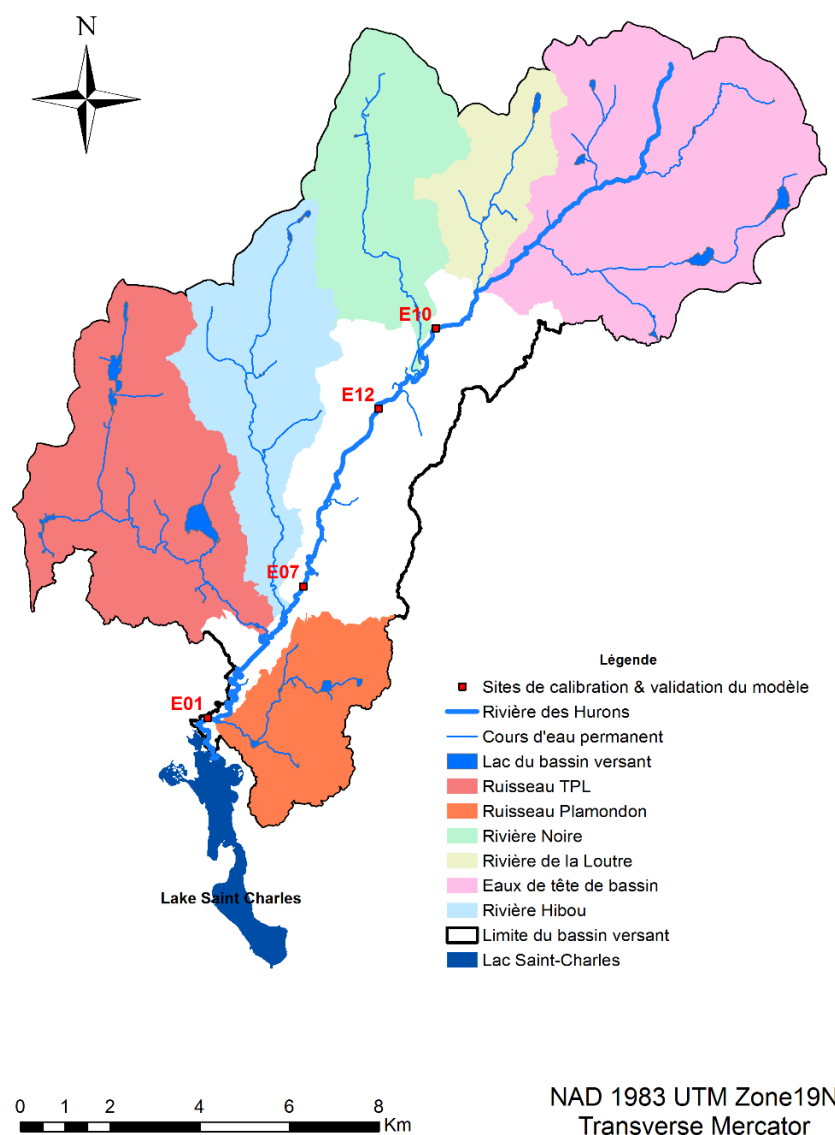 N
E10
E12
E07
E01
Lake Saint Charles
Légende
Sites de calibration & validation du modèle
Rivière des Hurons
Cours d'eau permanent
Lac du bassin versant
Ruisseau TPL
Ruisseau Plamondon
Rivière Noire
Rivière de la Loutre
Eaux de tête de bassin
Rivière Hibou
Limite du bassin versant
Lac Saint-Charles
0 1 2 4 6 8
Km
NAD 1983 UTM Zone19N
Transverse Mercator